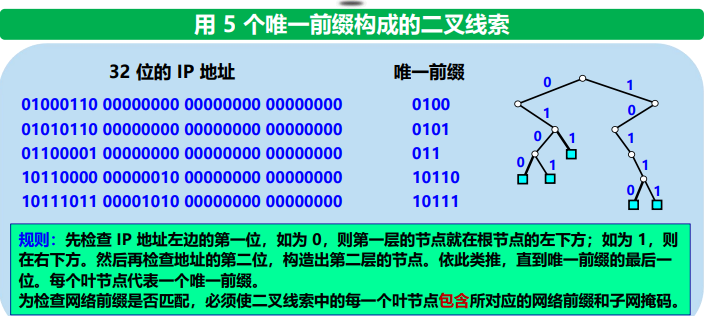 用 5 个唯一前缀构成的二叉线索
32 位的 IP 地址 唯一前缀
01000110 00000000 00000000 00000000 0100
01010110 00000000 00000000 00000000 0101
01100001 00000000 00000000 00000000 011
10110000 00000010 00000000 00000000 10110
10111011 00001010 00000000 00000000 10111
0 1
1 0
0 1 1
0 1 1
0 1
规则：先检查 IP 地址左边的第一位，如为 0，则第一层的节点就在根节点的左下方；如为 1，则
在右下方。然后再检查地址的第二位，构造出第二层的节点。依此类推，直到唯一前缀的最后一
位。每个叶节点代表一个唯一前缀。
为检查网络前缀是否匹配，必须使二叉线索中的每一个叶节点包含所对应的网络前缀和子网掩码。